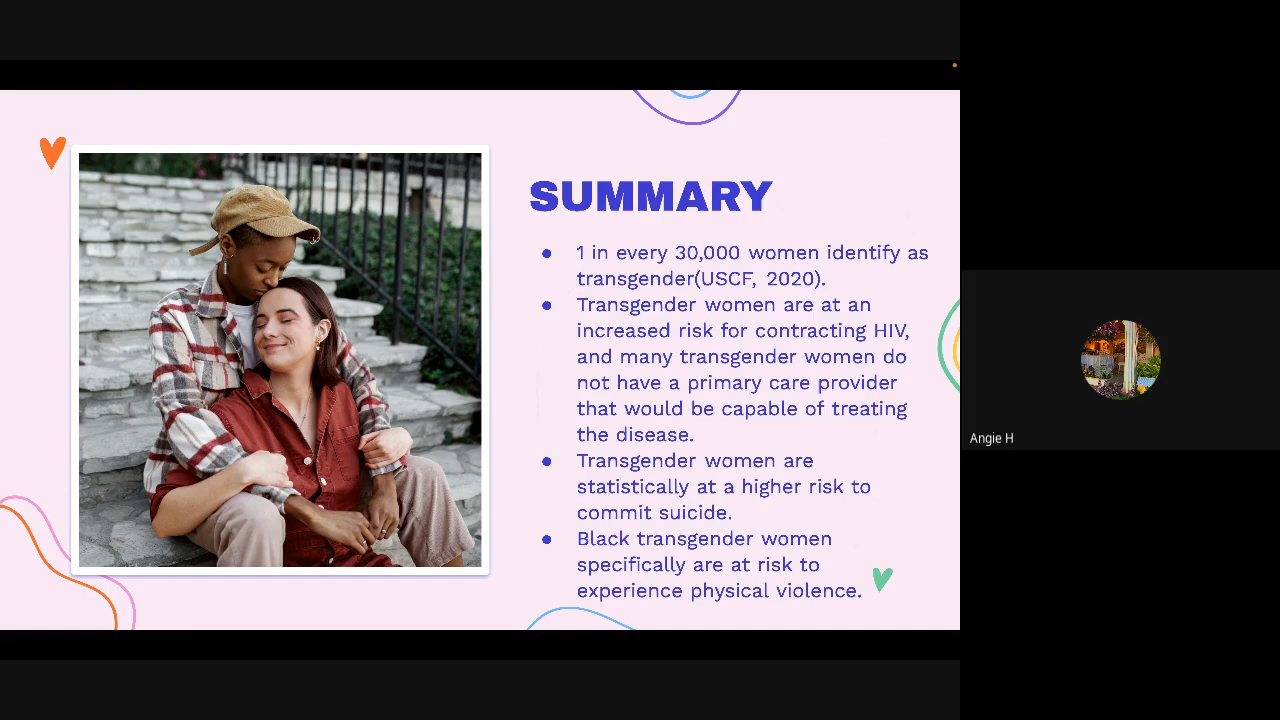 SUMMARY
● 1 in every 30,000 women identify as
transgender(USCF, 2020).
● Transgender women are at an
increased risk for contracting HIV,
and many transgender women do
not have a primary care provider
that would be capable of treating
the disease.
● Transgender women are
statistically at a higher risk to
commit suicide.
● Black transgender women
specifically are at risk to
experience physical violence.
Angie H